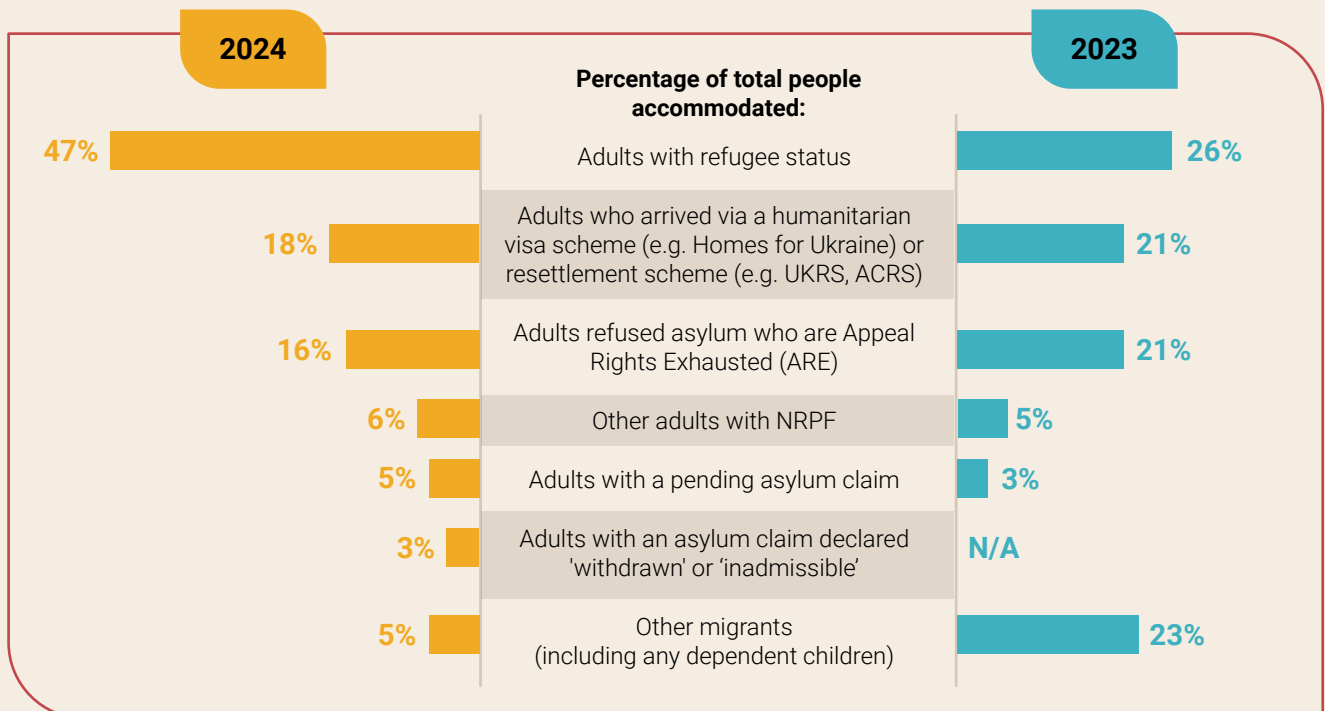 2024
2023
Percentage of total people
accommodated:
47%
Adults with refugee status
26%
18%
Adults who arrived via a humanitarian
visa scheme (e.g. Homes for Ukraine) or
resettlement scheme (e.g. UKRS, ACRS)
21%
16%
Adults refused asylum who are Appeal
Rights Exhausted (ARE)
21%
6%
Other adults with NRPF
5%
5%
Adults with a pending asylum claim
3%
3%
Adults with an asylum claim declared
'withdrawn' or ‘inadmissible’
N/A
5%
Other migrants
(including any dependent children)
23%